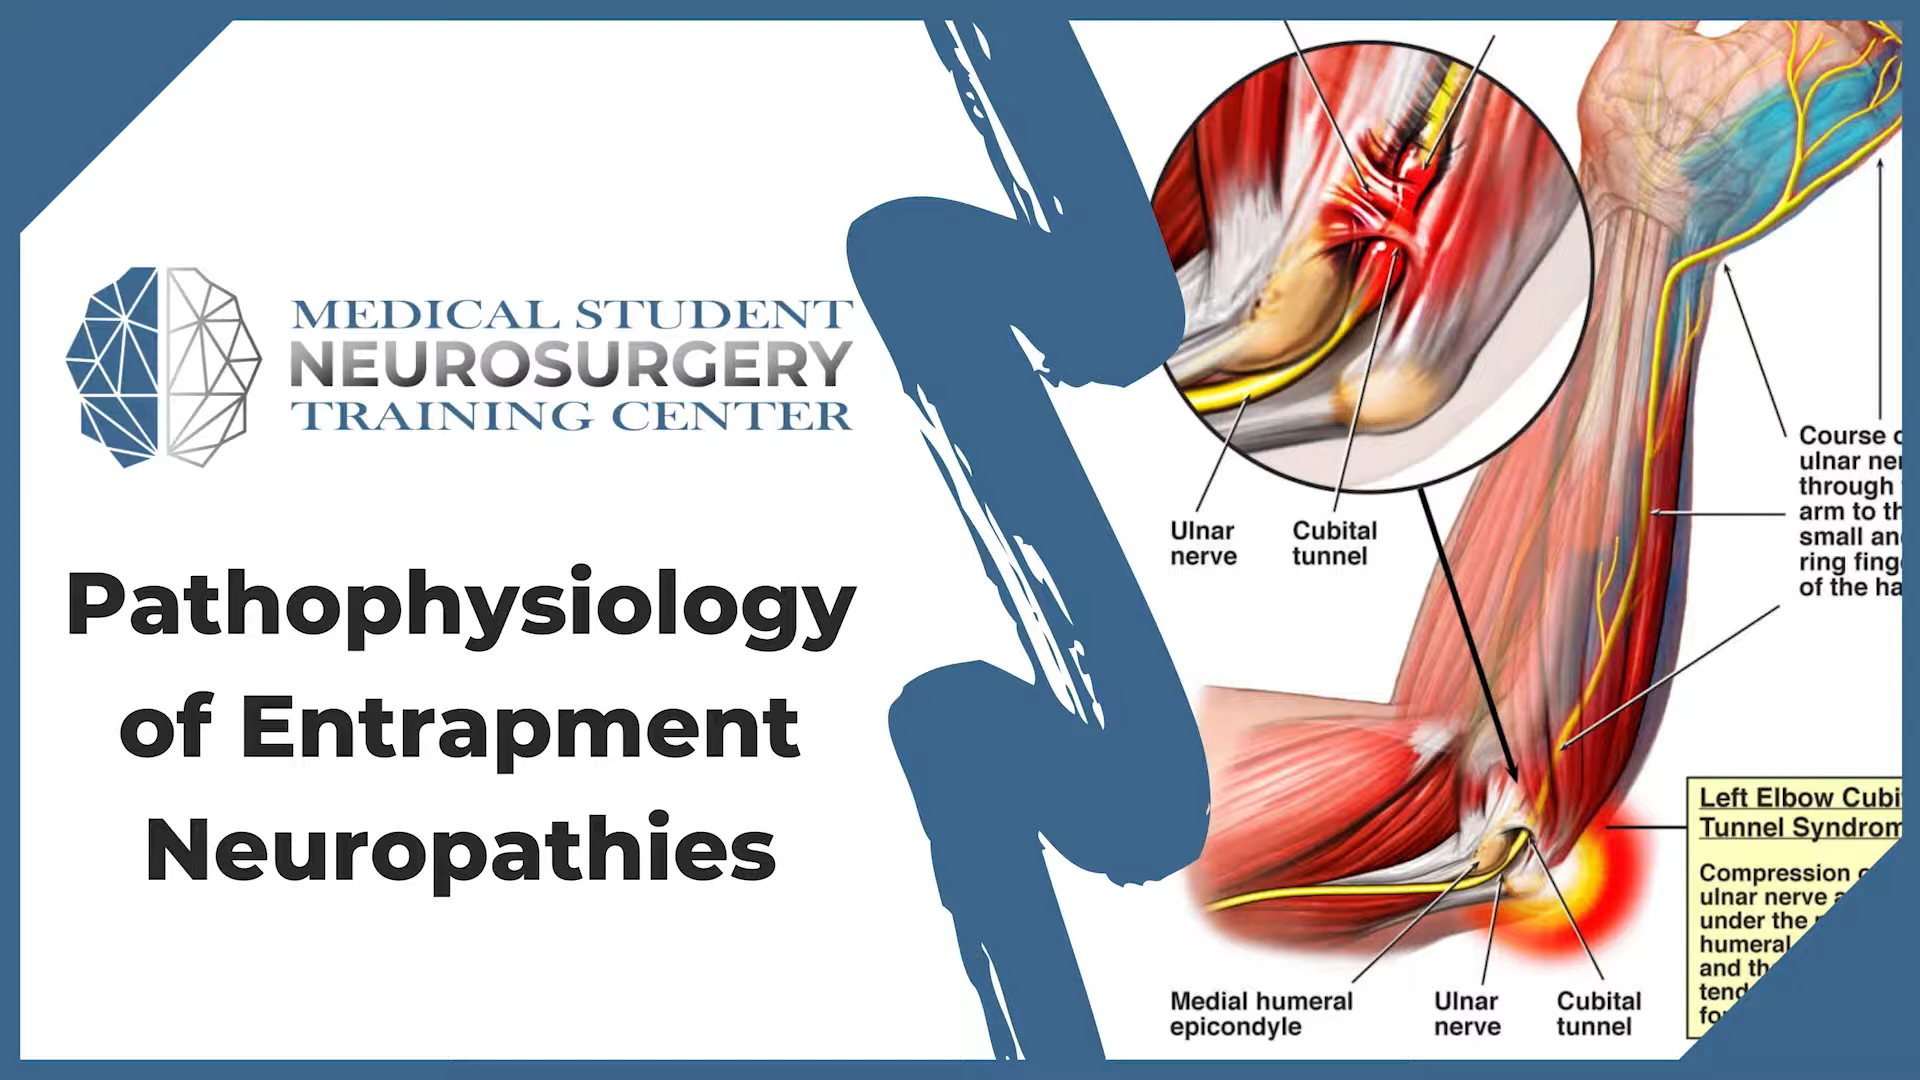 MEDICAL STUDENT
NEUROSURGERY
TRAINING CENTER
Pathophysiology
of Entrapment
Neuropathies
Ulnar
nerve
Cubital
tunnel
Course
ulnar
through
arm to
small
ring
of the
Left Elbow
Tunnel
Compression
ulnar nerve
under the
humeral
and
Medial humeral
epicondyle
Ulnar
nerve
Cubital
tunnel